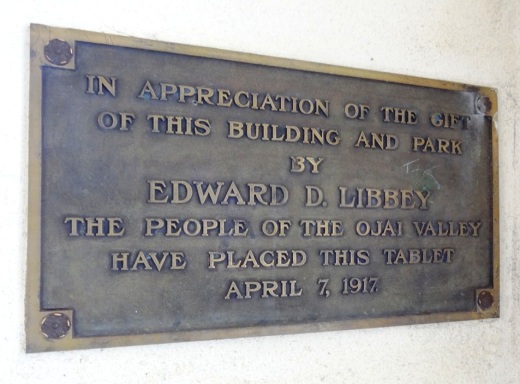 IN APPRECIATION OF THE GIFT
OF THIS BUILDING AND PARK
BY
EDWARD D. LIBBEY
THE PEOPLE OF THE OJAI VALLEY
HAVE PLACED THIS TABLET
APRIL 7, 1917